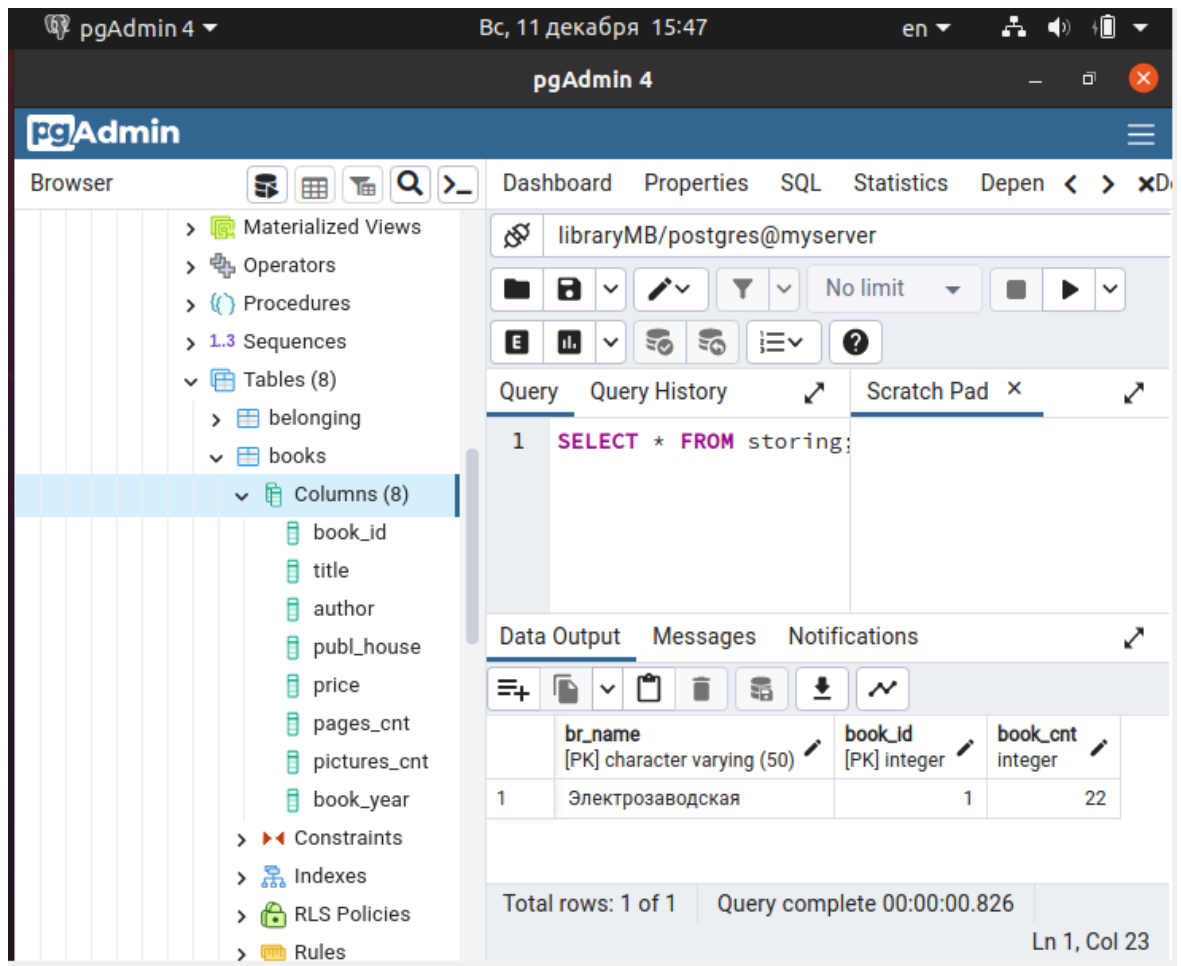 pgAdmin 4 Вс, 11 декабря 15:47 en
pgAdmin 4
pgAdmin
Browser
Dashboard Properties SQL Statistics Depen
Materialized Views
Operators
Procedures
1..3 Sequences
Tables (8)
belonging
books
Columns (8)
book_id
title
author
publ_house
price
pages_cnt
pictures_cnt
book_year
Constraints
Indexes
RLS Policies
Rules
libraryMB/postgres@myserver
No limit
E
Query Query History Scratch Pad
1 SELECT * FROM storing;
Data Output Messages Notifications
br_name book_id book_cnt
[PK] character varying (50) [PK] integer integer
1 Электрозаводская 1 22
Total rows: 1 of 1 Query complete 00:00:00.826
Ln 1, Col 23